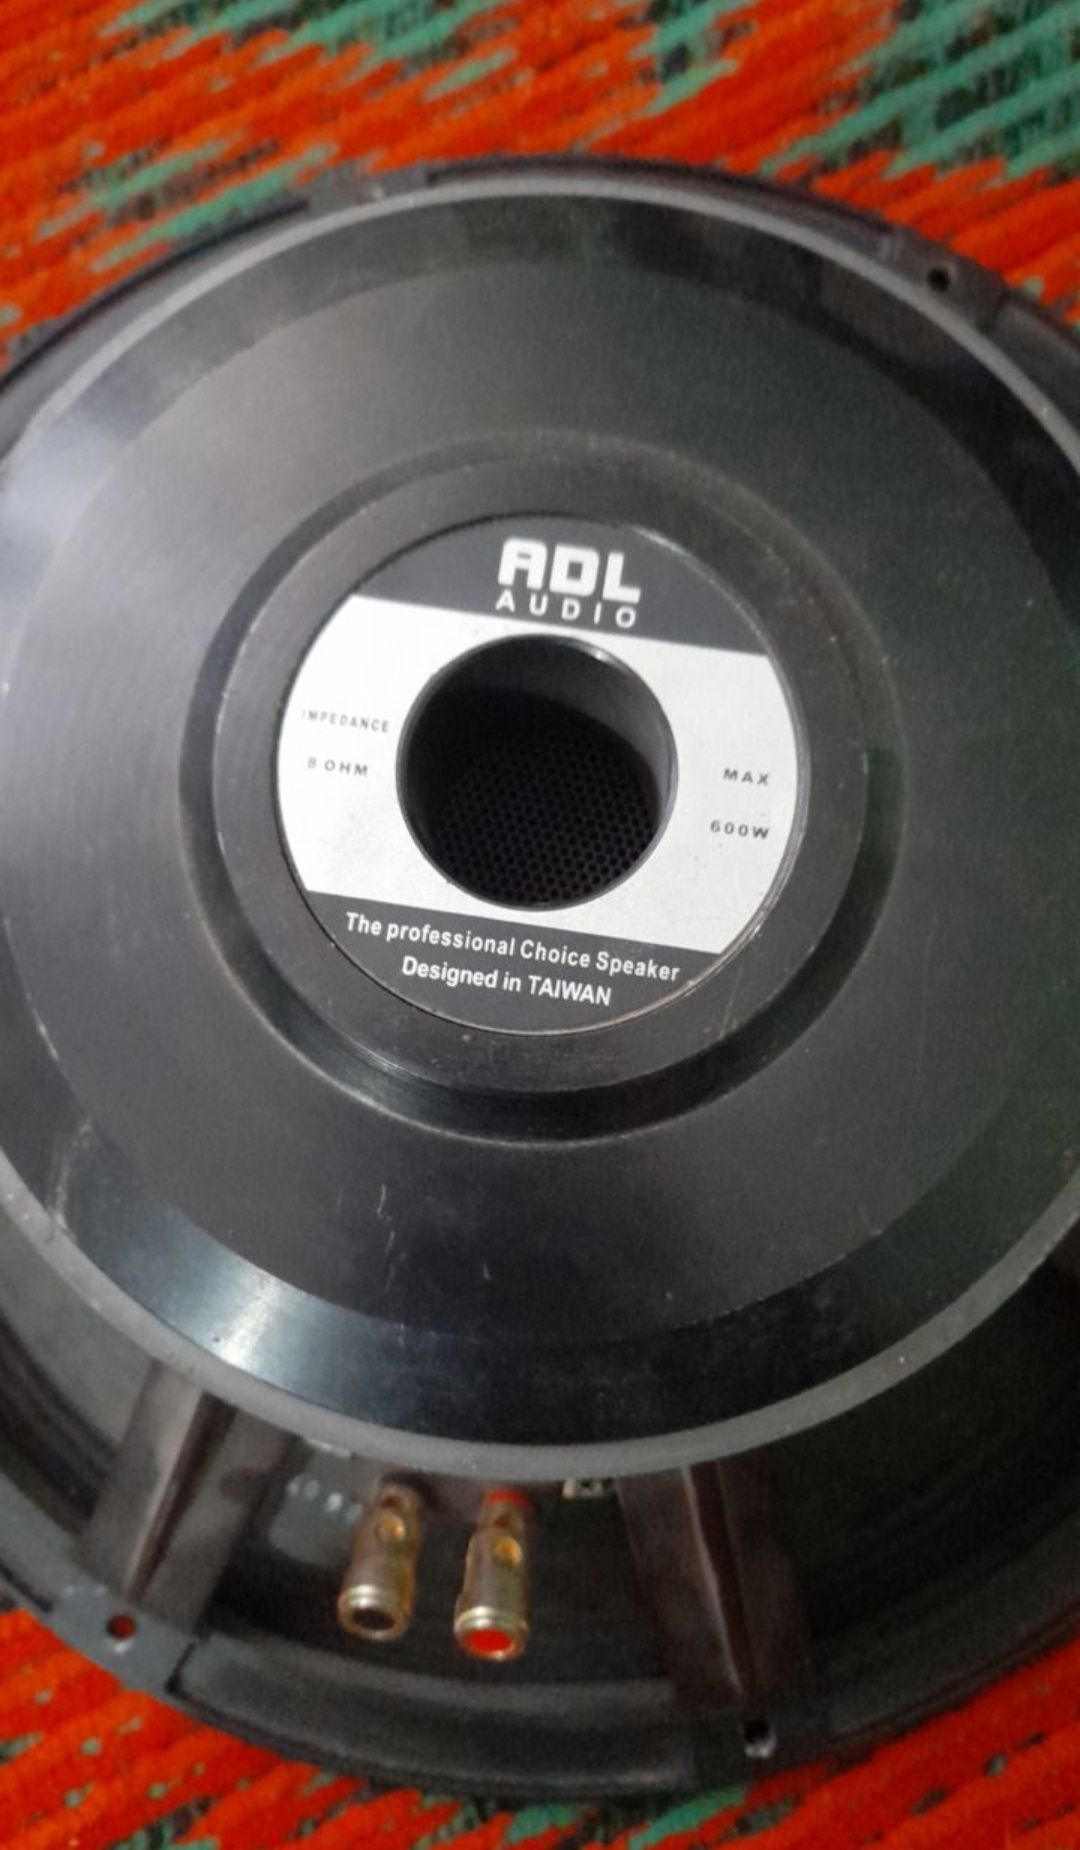 ADL
AUDIO
IMPEDANCE
8 OHM
MAX
600W
The professional Choice Speaker
Designed in TAIWAN